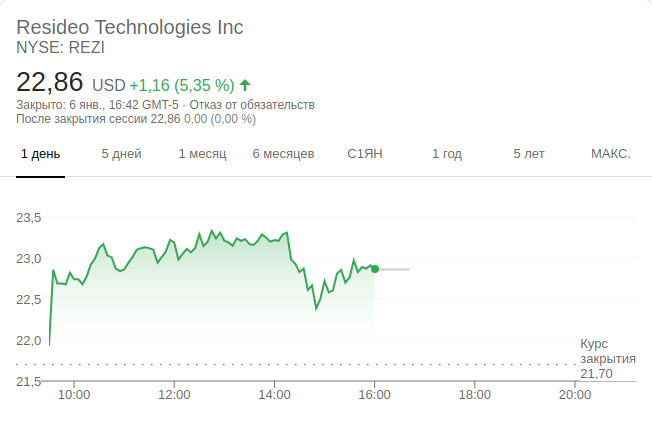 Resideo Technologies Inc
NYSE: REZI
22,86 USD +1,16 (5,35 %)
Закрыто: 6 янв., 16:42 GMT-5 · Отказ от обязательств
После закрытия сессии 22,86 0,00 (0,00 %)
1 день 5 дней 1 месяц 6 месяцев С1ЯН 1 год 5 лет МАКС.
23,5
23,0
22,5
22,0
Курс
закрытия
21,70
21,5
10:00 12:00 14:00 16:00 18:00 20:00